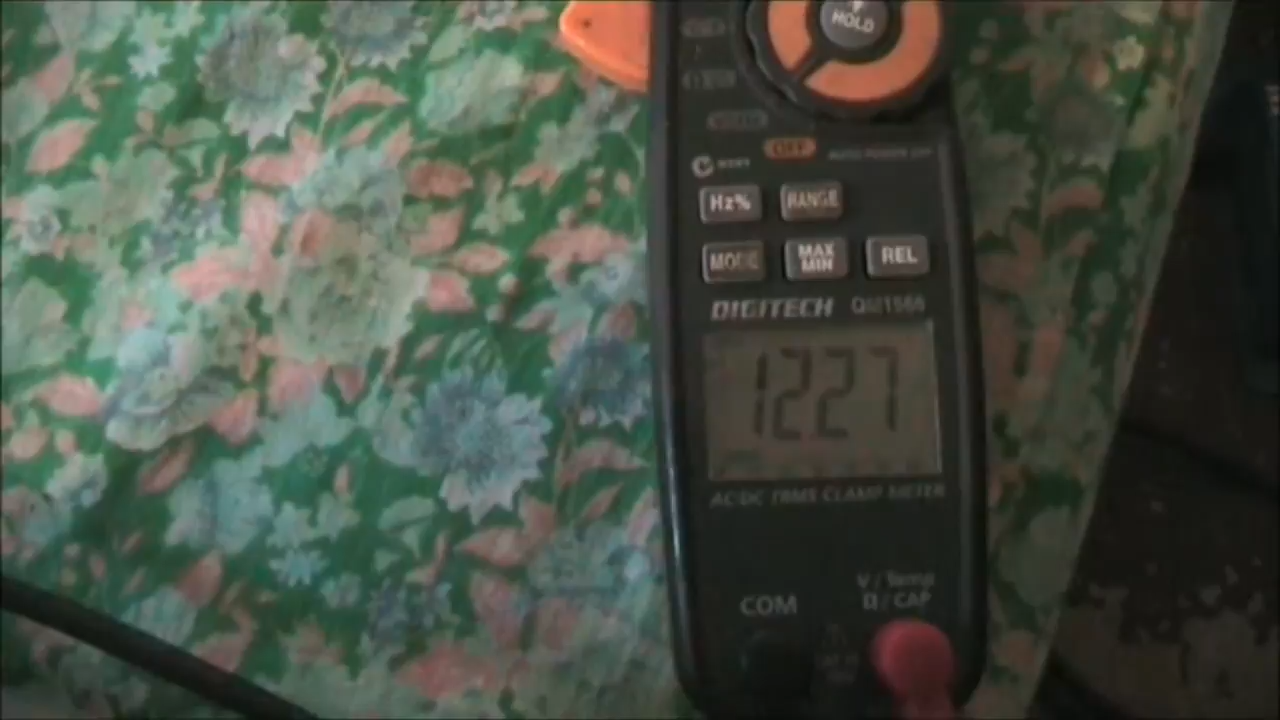 HOLD
OFF
AUTO POWER OFF
Hz% RANGE
MODE MAX MIN REL
DIGITECH QM1566
1227
AC/DC TRMS CLAMP METER
V / Temp
COM Ω / CAP